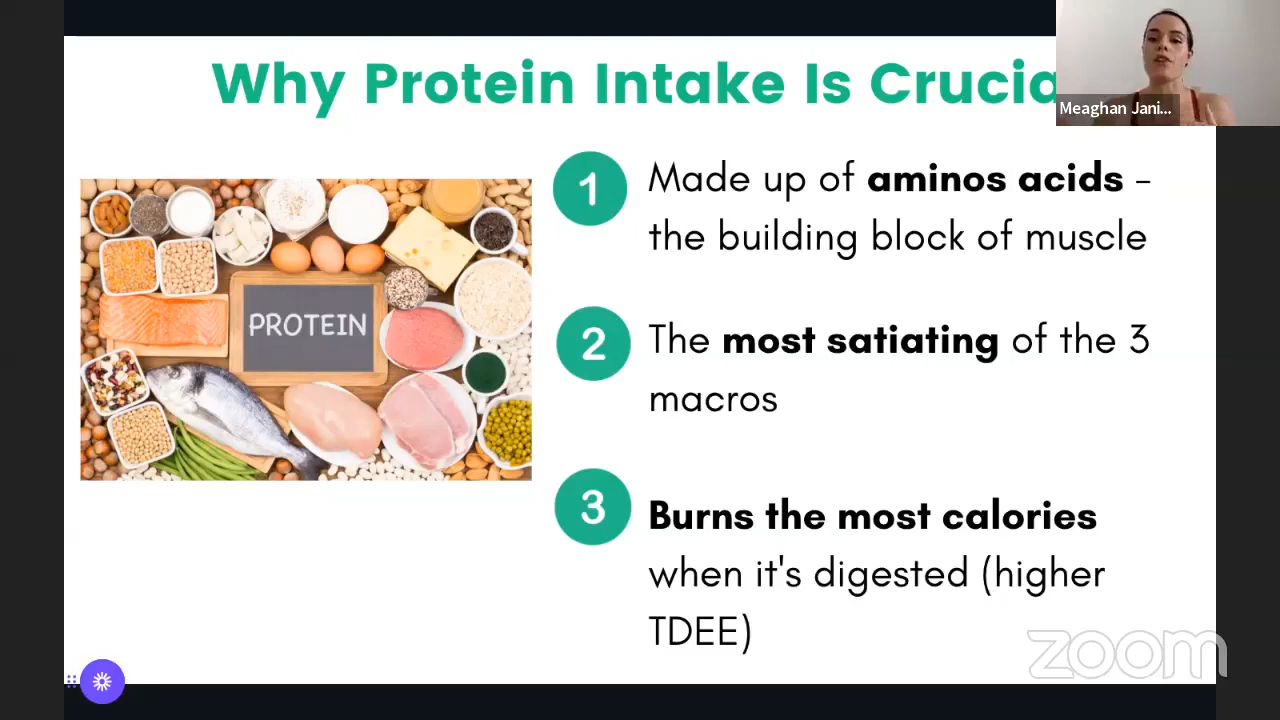 Why Protein Intake Is Crucia
Meaghan Jani...
1
Made up of aminos acids -
the building block of muscle
PROTEIN
2
The most satiating of the 3
macros
3
Burns the most calories
when it's digested (higher
TDEE)
zoom